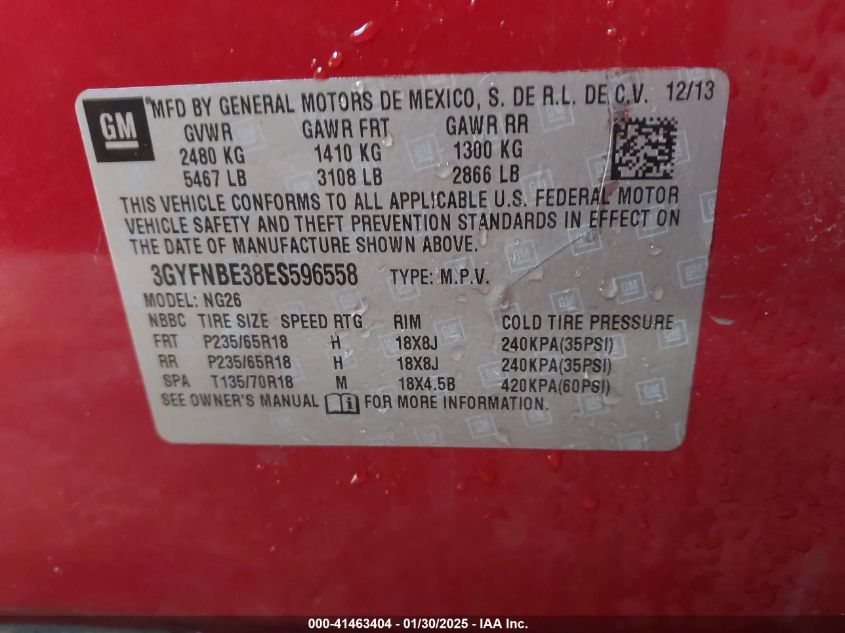 GM
MFD BY GENERAL MOTORS DE MEXICO, S. DE R.L. DE C.V. 12/13
GVWR GAWR FRT GAWR RR
2480 KG 1410 KG 1300 KG
5467 LB 3108 LB 2866 LB
THIS VEHICLE CONFORMS TO ALL APPLICABLE U.S. FEDERAL MOTOR
VEHICLE SAFETY AND THEFT PREVENTION STANDARDS IN EFFECT ON
THE DATE OF MANUFACTURE SHOWN ABOVE.
3GYFNBE38ES596558 TYPE: M.P.V.
MODEL: NG26
NBBC TIRE SIZE SPEED RTG RIM COLD TIRE PRESSURE
FRT P235/65R18 H 18X8J 240KPA(35PSI)
RR P235/65R18 H 18X8J 240KPA(35PSI)
SPA T135/70R18 M 18X4.5B 420KPA(60PSI)
SEE OWNER'S MANUAL FOR MORE INFORMATION.
000-41463404 - 01/30/2025 - IAA Inc.